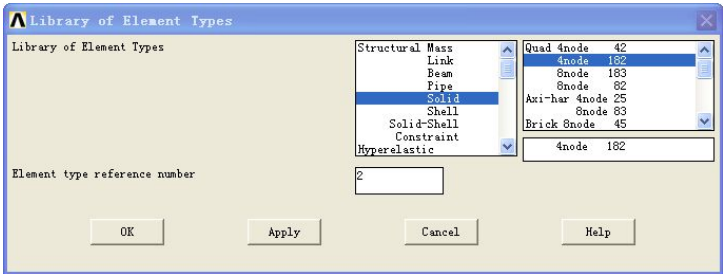 Library of Element Types
Library of Element Types
Structural Mass
Link
Beam
Pipe
Solid
Shell
Solid-Shell
Constraint
Hyperelastic
Quad 4node 42
4node 182
8node 183
8node 82
Axi-har 4node 25
8node 83
Brick 8node 45
4node 182
Element type reference number
2
OK
Apply
Cancel
Help